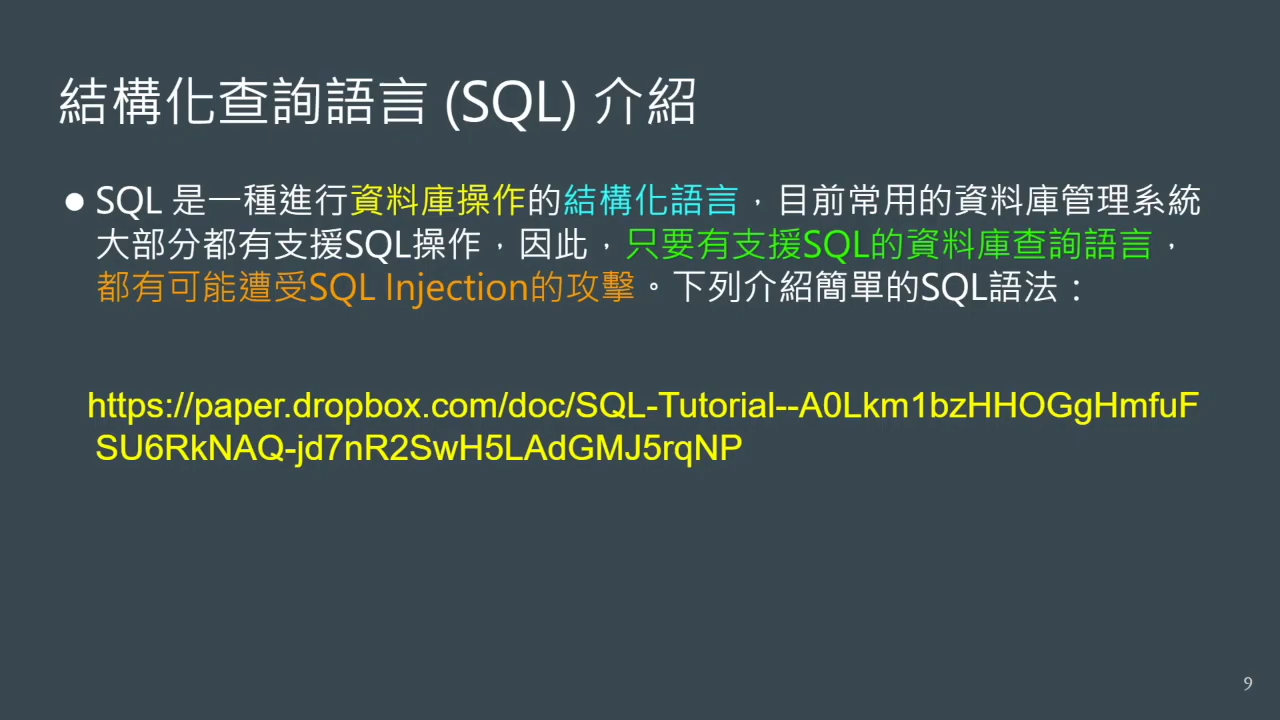 結構化查詢語言 (SQL) 介紹
● SQL 是一種進行資料庫操作的結構化語言，目前常用的資料庫管理系統
大部分都有支援SQL操作，因此，只要有支援SQL的資料庫查詢語言，
都有可能遭受SQL Injection的攻擊。下列介紹簡單的SQL語法：
https://paper.dropbox.com/doc/SQL-Tutorial--A0Lkm1bzHHOGgHmfuF
SU6RkNAQ-jd7nR2SwH5LAdGMJ5rqNP
9